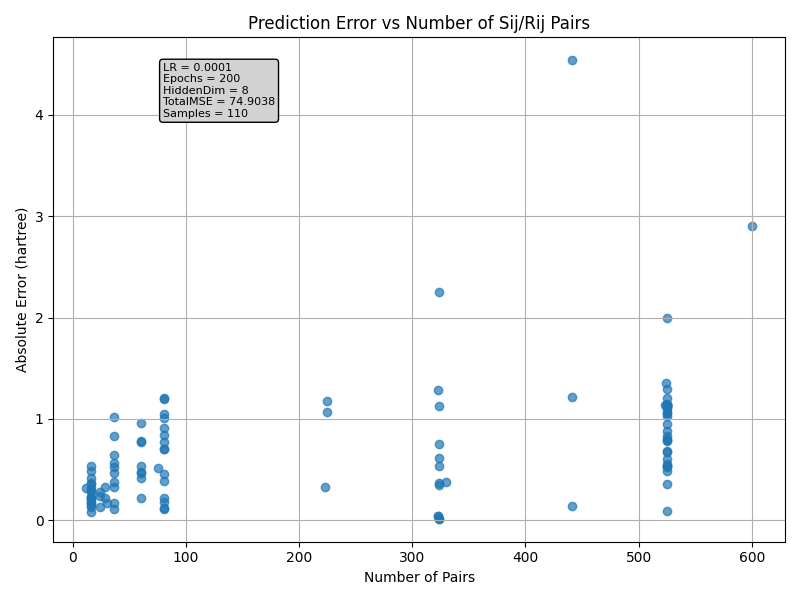 Prediction Error vs Number of Sij/Rij Pairs
LR = 0.0001
Epochs = 200
HiddenDim = 8
TotalMSE = 74.9038
Samples = 110
Absolute Error (hartree)
4
3
2
1
0
0 100 200 300 400 500 600
Number of Pairs